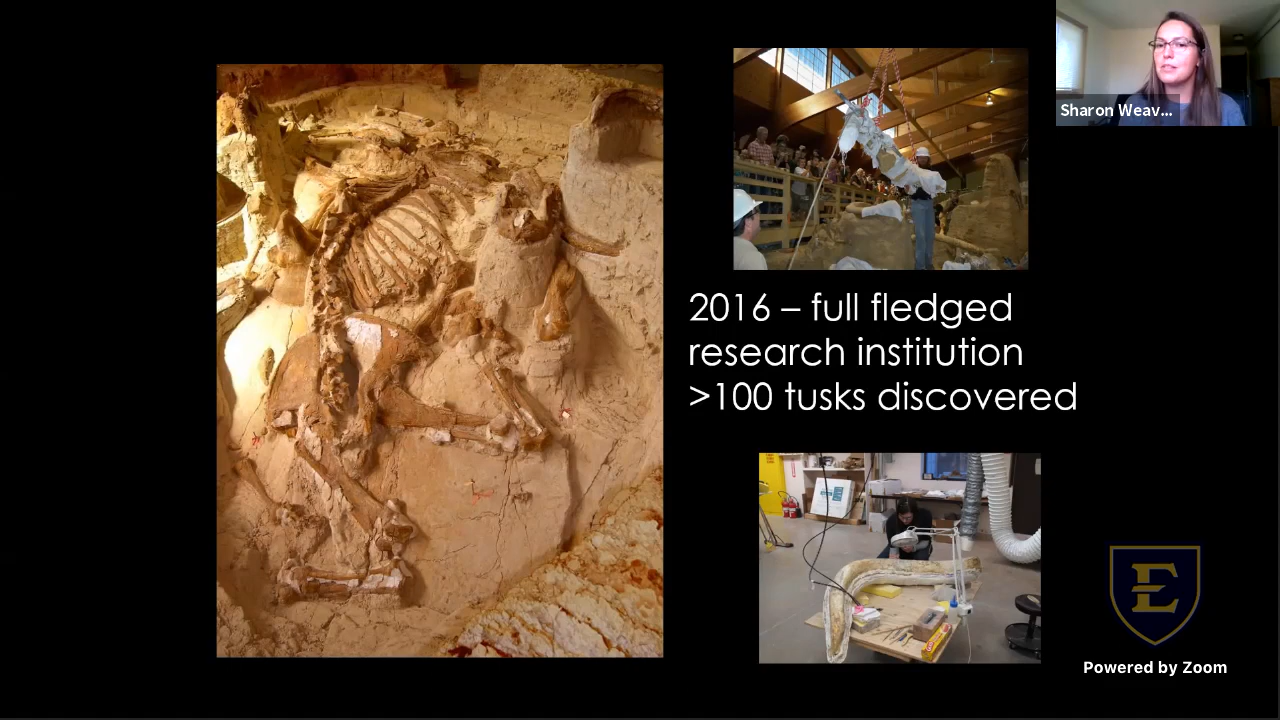 Sharon Weav...
2016 – full fledged
research institution
>100 tusks discovered
E
Powered by Zoom